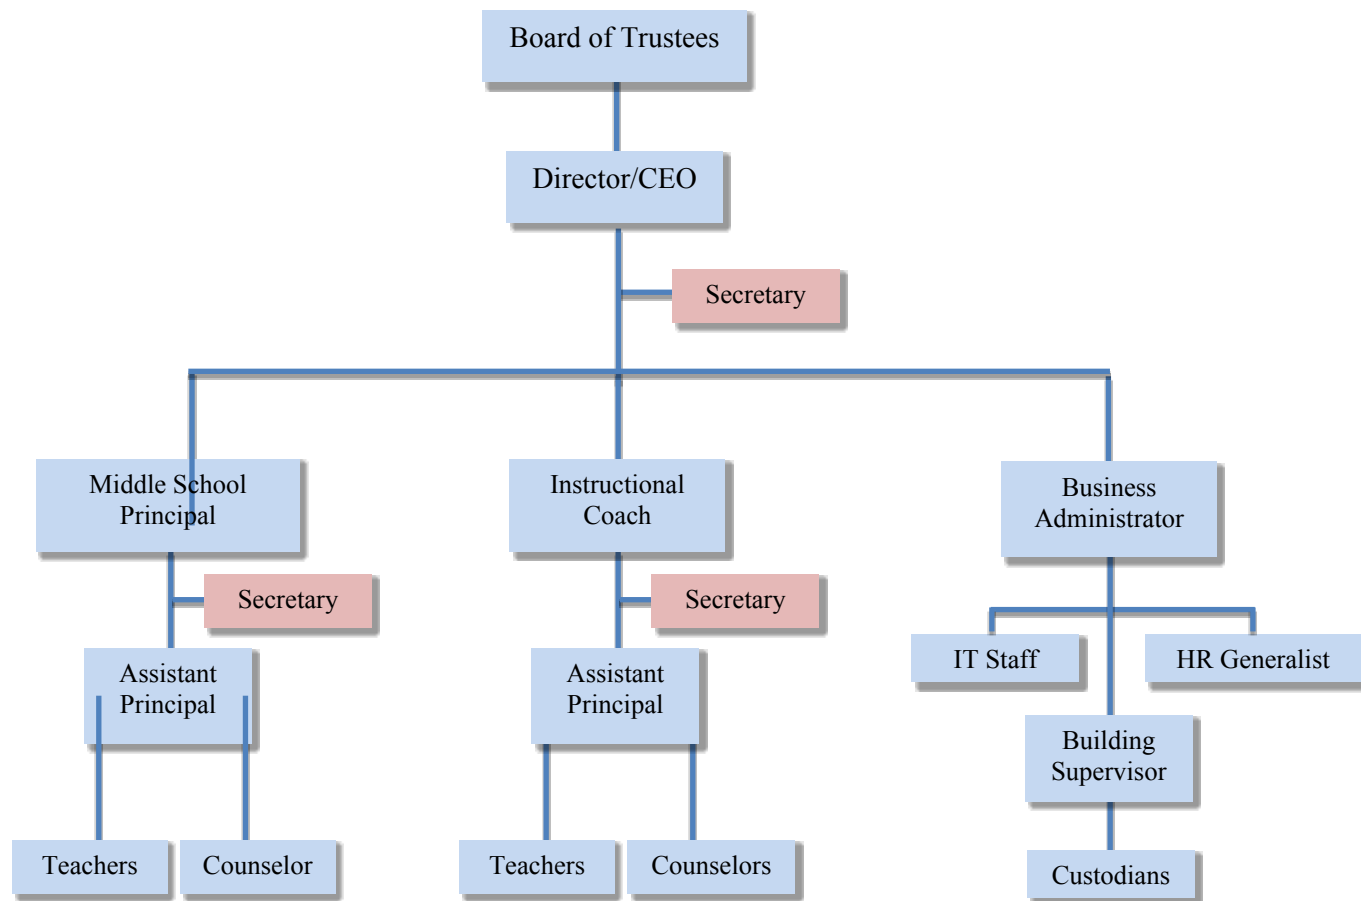 Board of Trustees
Director/CEO
Secretary
Middle School
Principal
Instructional
Coach
Business
Administrator
Secretary
Secretary
IT Staff
HR Generalist
Assistant
Principal
Assistant
Principal
Building
Supervisor
Teachers
Counselor
Teachers
Counselors
Custodians